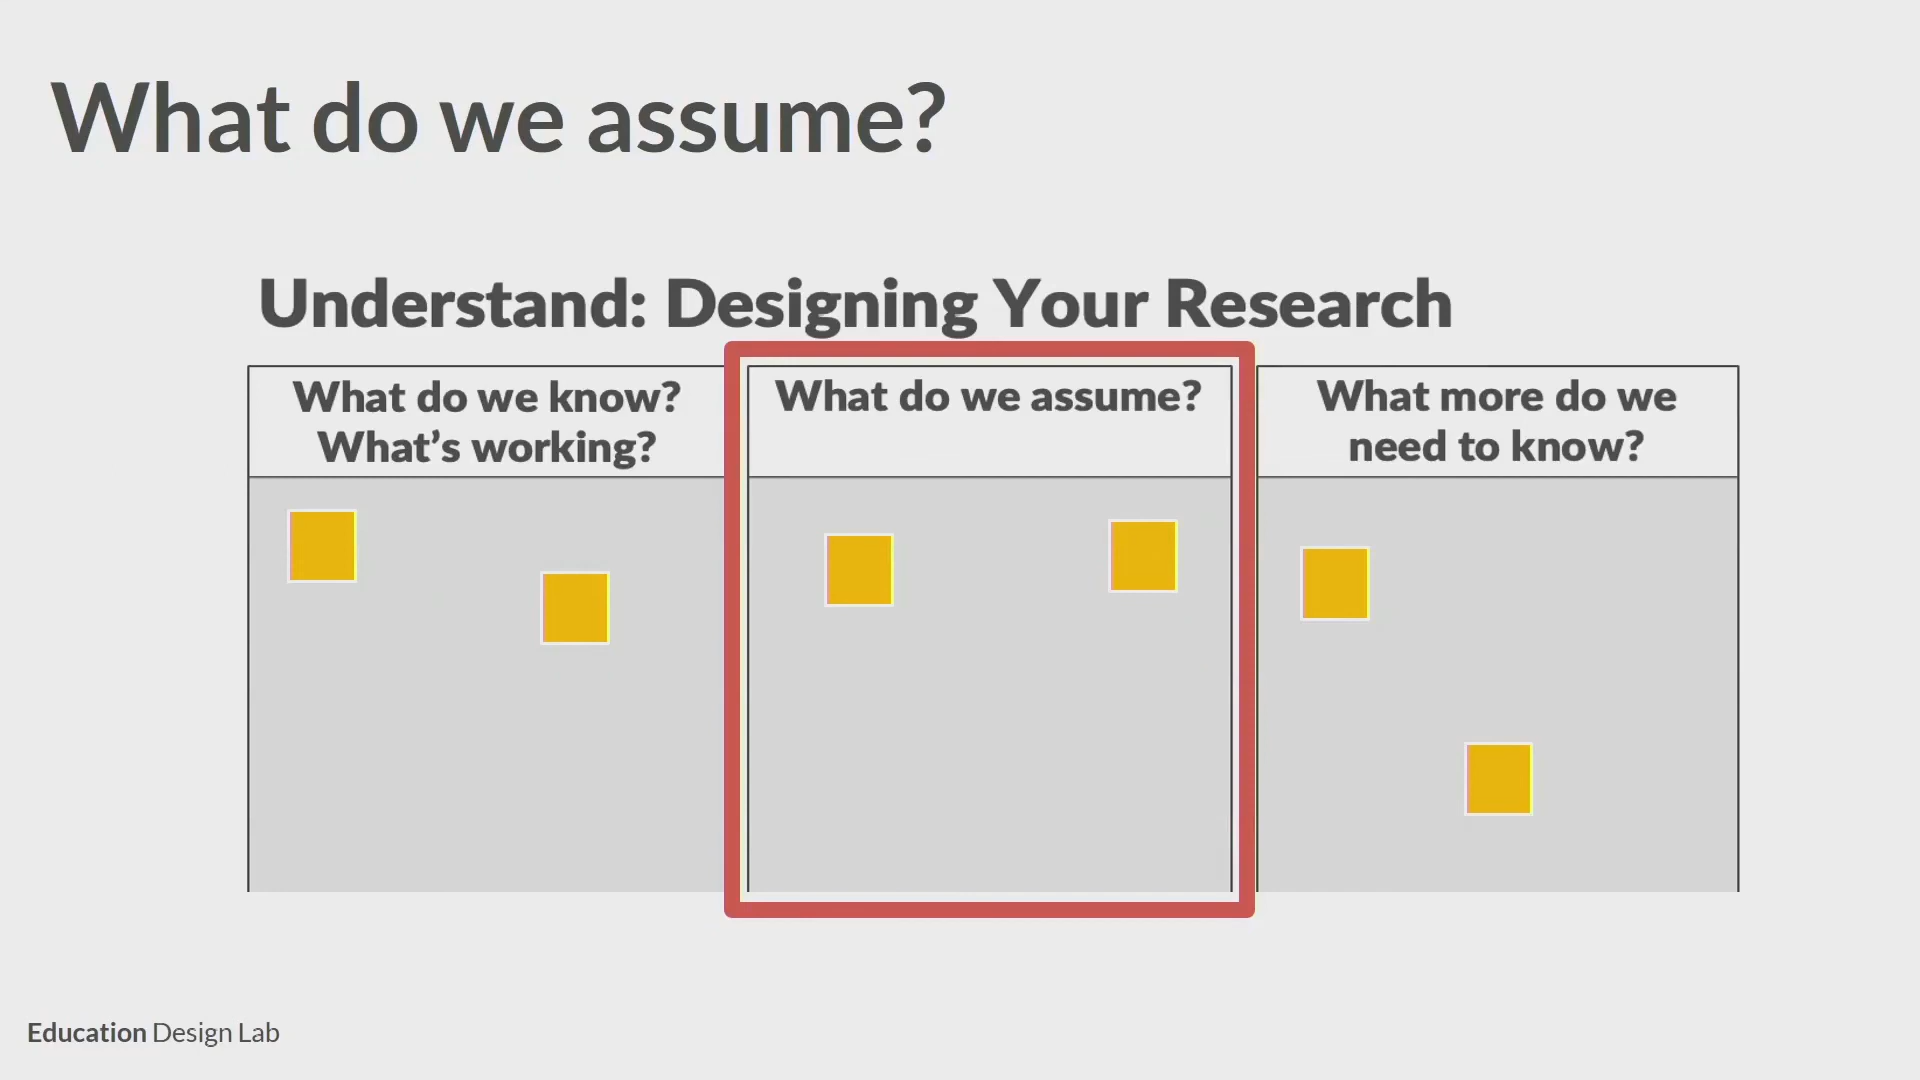 What do we assume?
Understand: Designing Your Research
What do we know?
What’s working?
What do we assume?
What more do we
need to know?
Education Design Lab